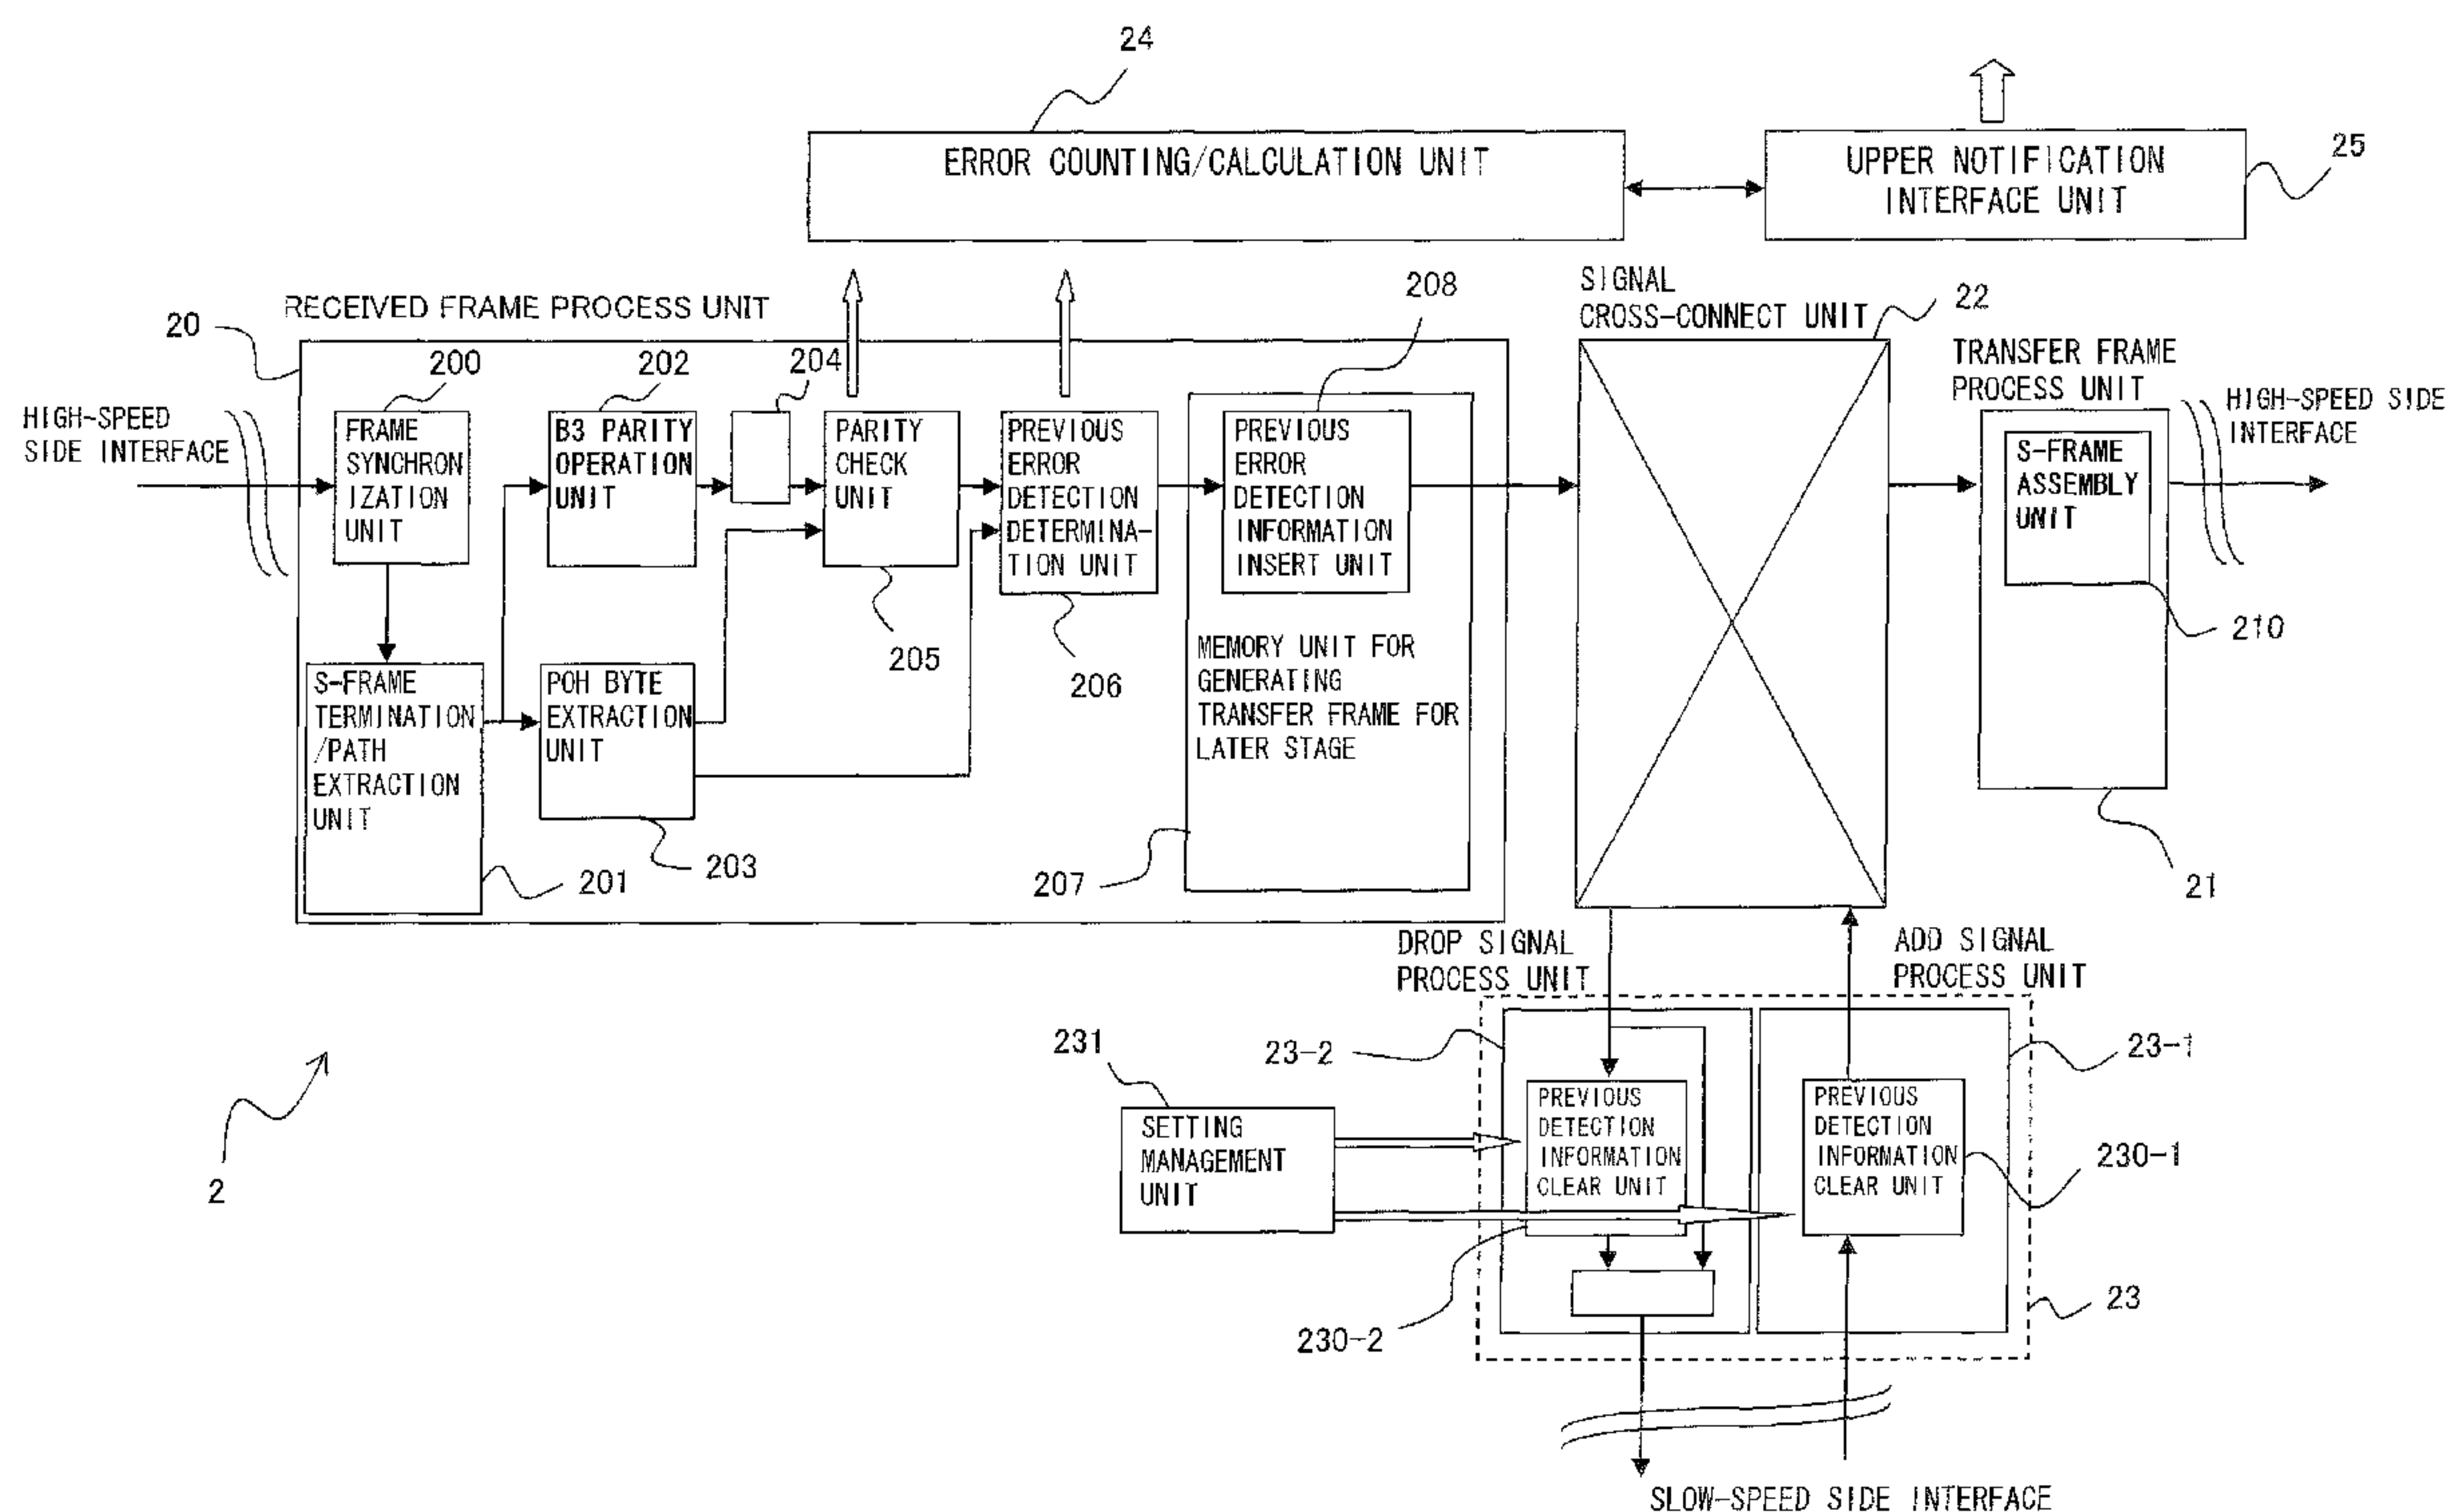 24
ERROR COUNTING/CALCULATION UNIT
UPPER NOTIFICATION
INTERFACE UNIT
25
RECEIVED FRAME PROCESS UNIT
20
208
SIGNAL
CROSS-CONNECT UNIT
22
TRANSFER FRAME
PROCESS UNIT
HIGH-SPEED
SIDE INTERFACE
200
FRAME
SYNCHRON
IZATION
UNIT
202
B3 PARITY
OPERATION
UNIT
204
PARITY
CHECK
UNIT
205
PREVIOUS
ERROR
DETECTION
DETERMINA-
TION UNIT
206
PREVIOUS
ERROR
DETECTION
INFORMATION
INSERT UNIT
MEMORY UNIT FOR
GENERATING
TRANSFER FRAME FOR
LATER STAGE
207
S-FRAME
ASSEMBLY
UNIT
210
21
HIGH-SPEED SIDE
INTERFACE
S-FRAME
TERMINATION
/PATH
EXTRACTION
UNIT
201
POH BYTE
EXTRACTION
UNIT
203
DROP SIGNAL
PROCESS UNIT
ADD SIGNAL
PROCESS UNIT
231
SETTING
MANAGEMENT
UNIT
23-2
PREVIOUS
DETECTION
INFORMATION
CLEAR UNIT
230-2
23-1
PREVIOUS
DETECTION
INFORMATION
CLEAR UNIT
230-1
23
2
SLOW-SPEED SIDE INTERFACE